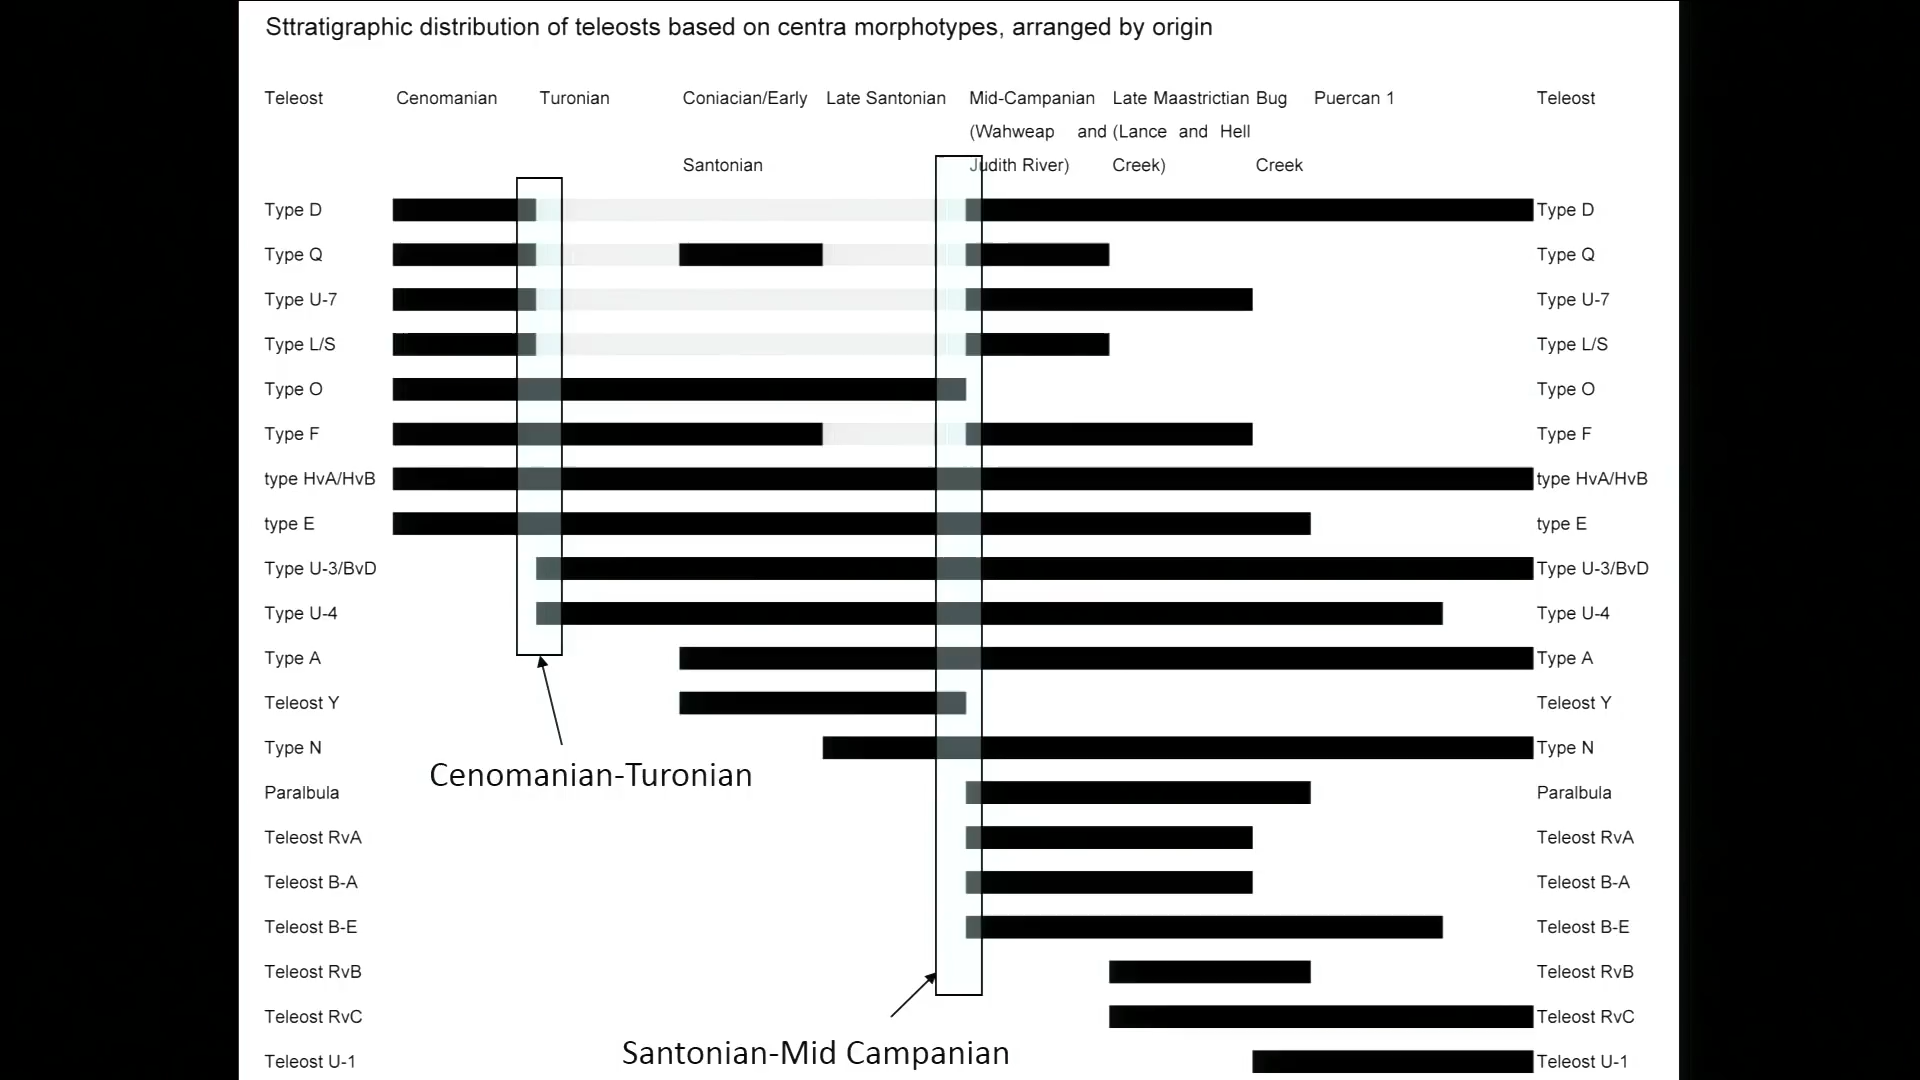 Sttratigraphic distribution of teleosts based on centra morphotypes, arranged by origin
Teleost Cenomanian Turonian Coniacian/Early Late Santonian Mid-Campanian Late Maastrictian Bug Puercan 1 Teleost
(Wahweap and (Lance and Hell
Santonian Judith River) Creek) Creek
Type D Type D
Type Q Type Q
Type U-7 Type U-7
Type L/S Type L/S
Type O Type O
Type F Type F
type HvA/HvB type HvA/HvB
type E type E
Type U-3/BvD Type U-3/BvD
Type U-4 Type U-4
Type A Type A
Teleost Y Teleost Y
Type N Type N
Cenomanian-Turonian
Paralbula Paralbula
Teleost RvA Teleost RvA
Teleost B-A Teleost B-A
Teleost B-E Teleost B-E
Teleost RvB Teleost RvB
Teleost RvC Teleost RvC
Santonian-Mid Campanian
Teleost U-1 Teleost U-1